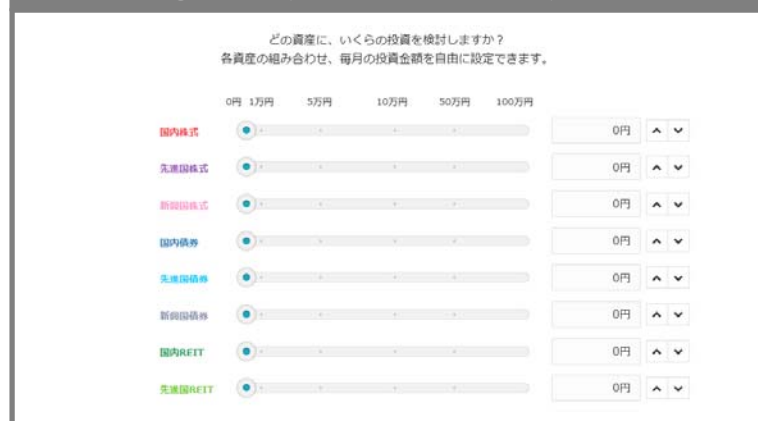 どの資産に、いくらの投資を検討しますか？
各資産の組み合わせ、毎月の投資金額を自由に設定できます。
0円 1万円 5万円 10万円 50万円 100万円
国内株式 0円
先進国株式 0円
新興国株式 0円
国内債券 0円
先進国債券 0円
新興国債券 0円
国内REIT 0円
先進国REIT 0円